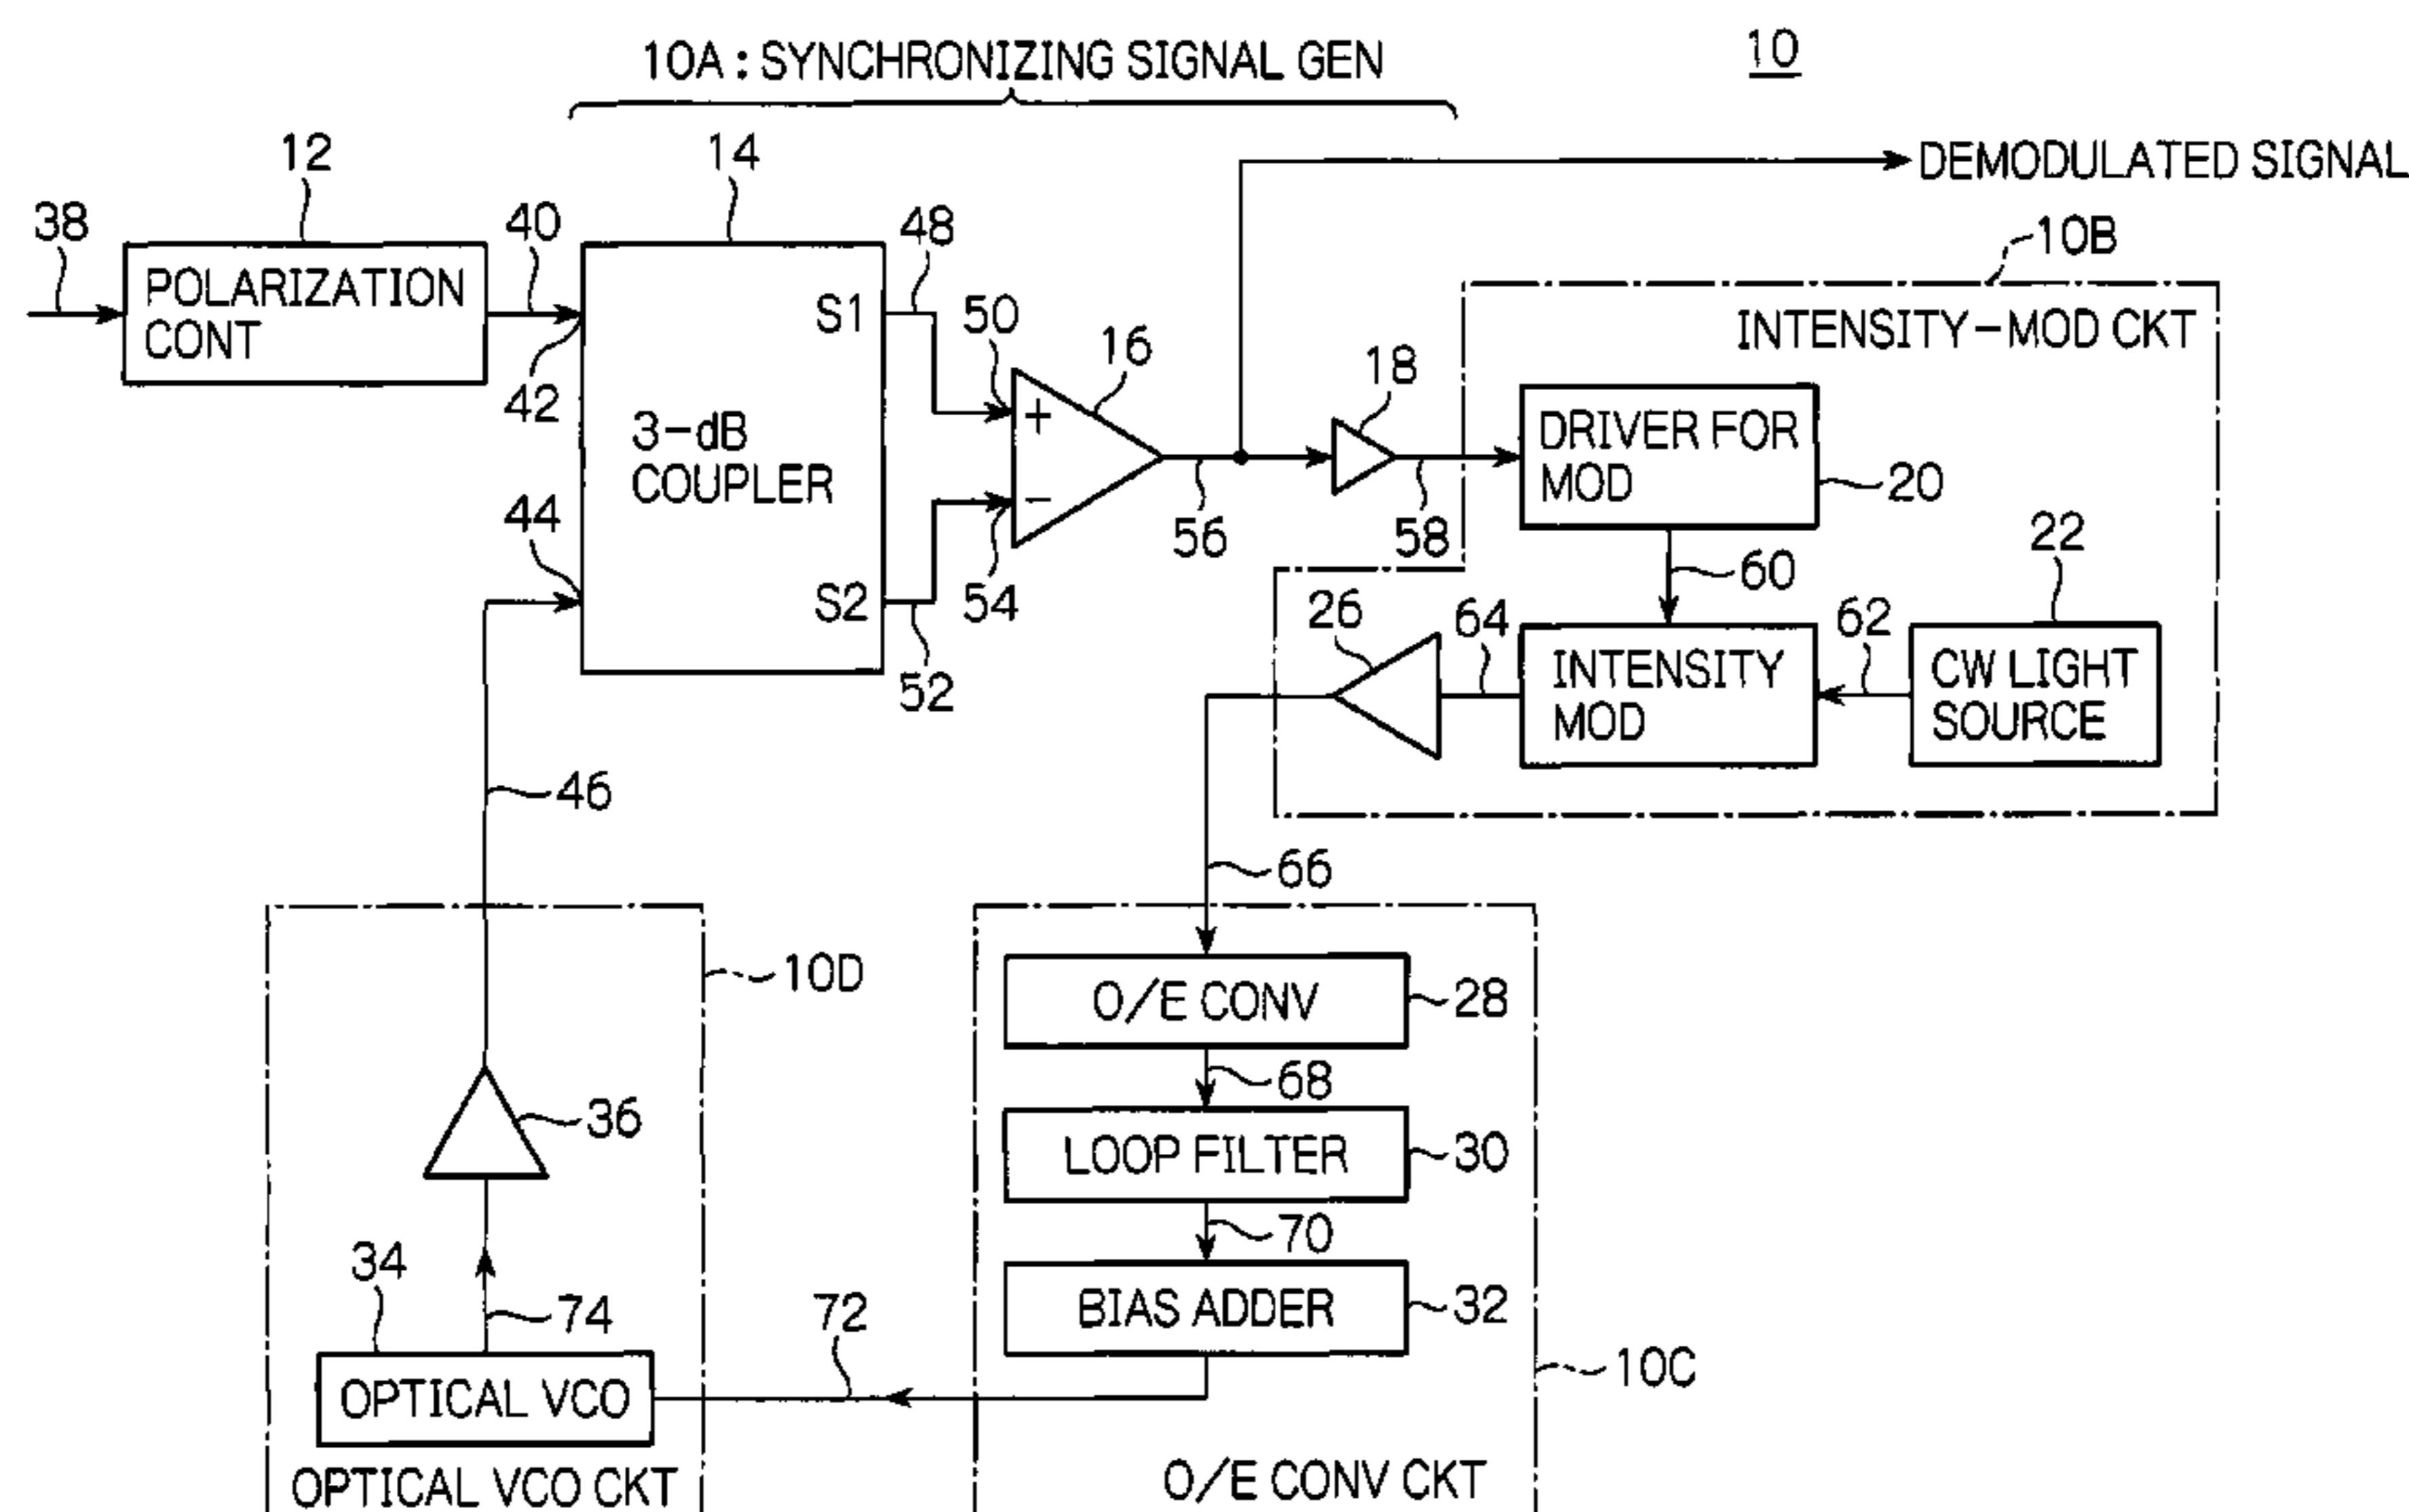 10A : SYNCHRONIZING SIGNAL GEN
10
DEMODULATED SIGNAL
12
14
38
40
48
10B
POLARIZATION
CONT
S1
50
16
INTENSITY-MOD CKT
18
42
3-dB
COUPLER
+
DRIVER FOR
MOD
20
44
−
56
58
22
S2
54
60
26
64
62
52
INTENSITY
MOD
CW LIGHT
SOURCE
46
66
10D
O/E CONV
28
68
36
LOOP FILTER
30
70
34
74
72
BIAS ADDER
32
10C
OPTICAL VCO
OPTICAL VCO CKT
O/E CONV CKT